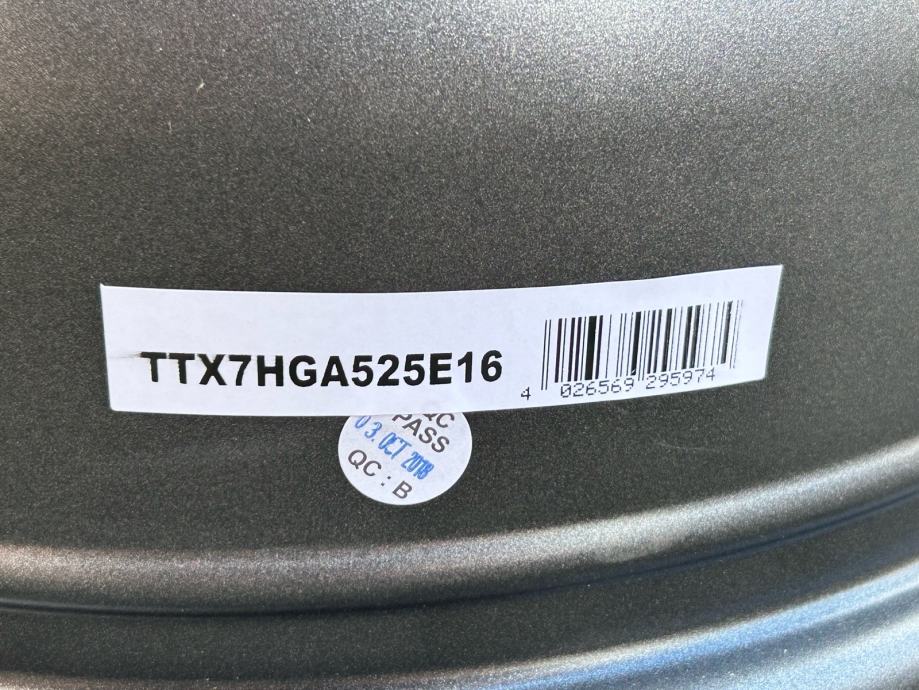 TTX7HGA525E16
4 026569 295974
QC
PASS
03. OCT 2018
QC : B